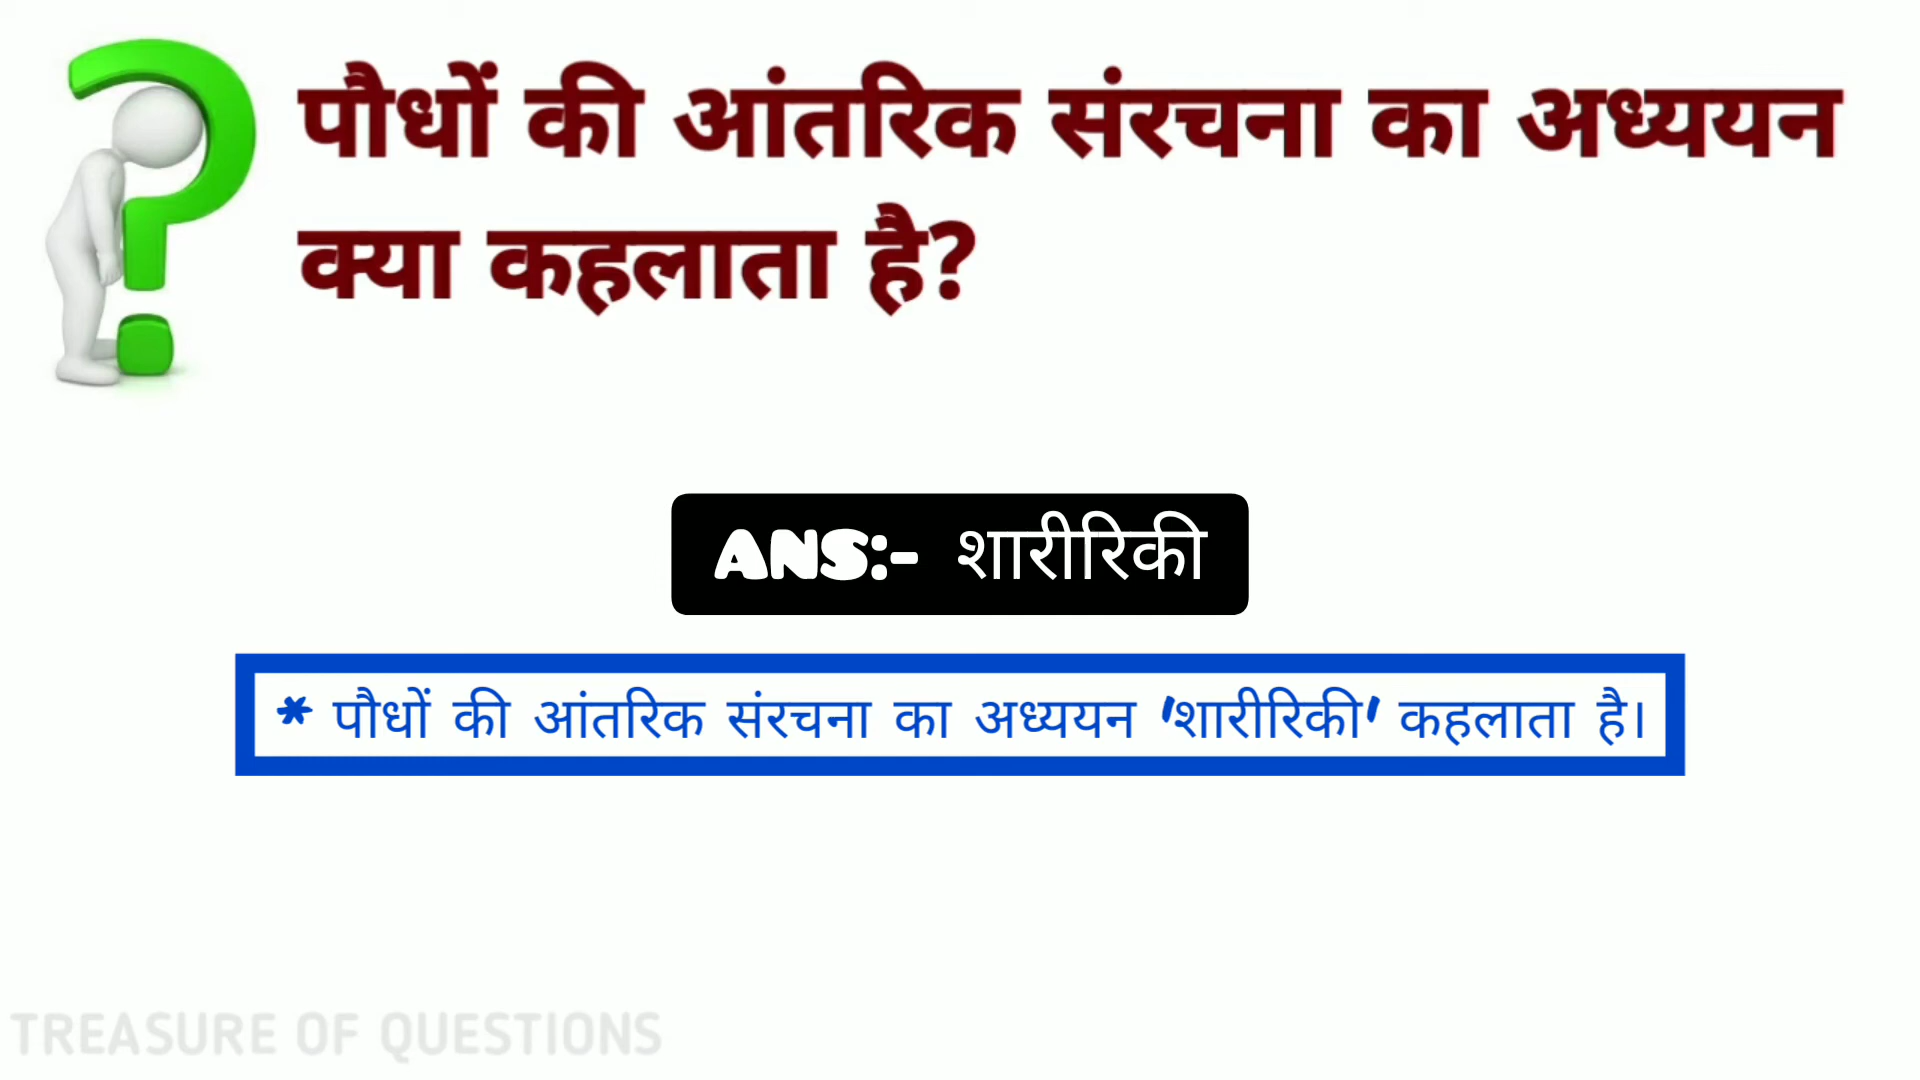 पौधों की आंतरिक संरचना का अध्ययन
क्या कहलाता है?
ANS:- शारीरिकी
* पौधों की आंतरिक संरचना का अध्ययन 'शारीरिकी' कहलाता है।
TREASURE OF QUESTIONS